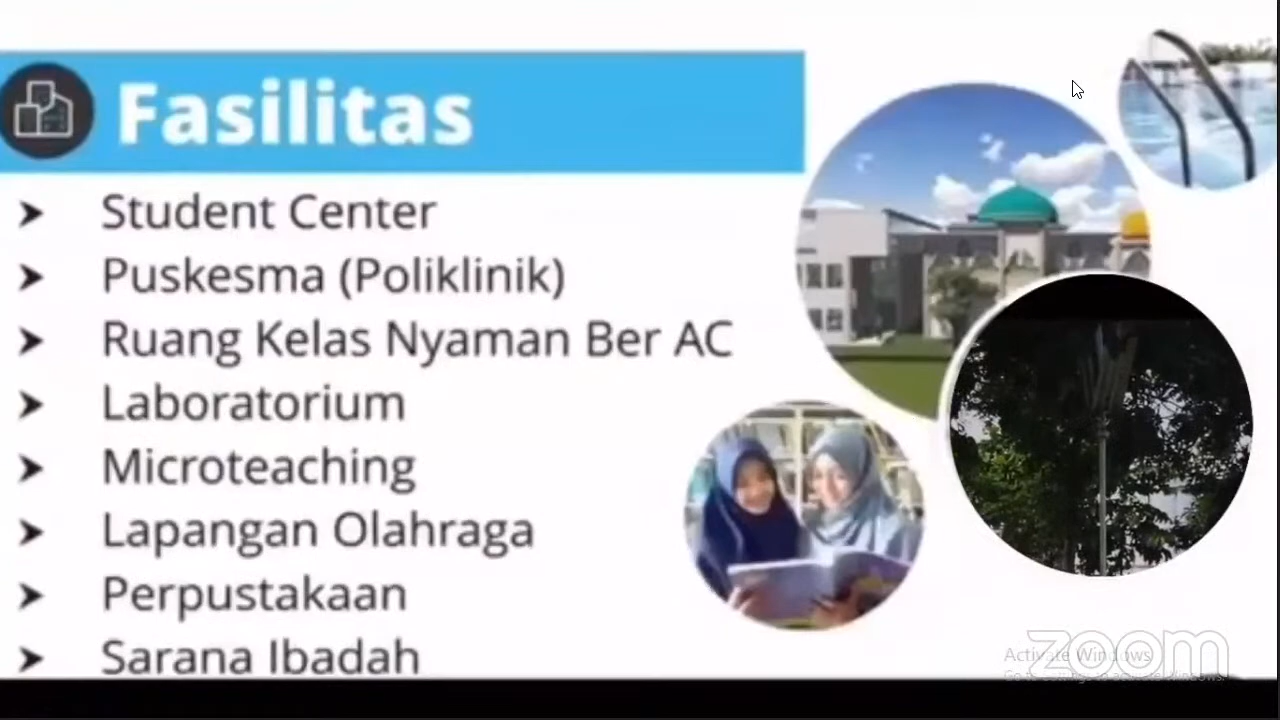 Fasilitas
Student Center
Puskesma (Poliklinik)
Ruang Kelas Nyaman Ber AC
Laboratorium
Microteaching
Lapangan Olahraga
Perpustakaan
Sarana Ibadah
zoom
Activate Windows